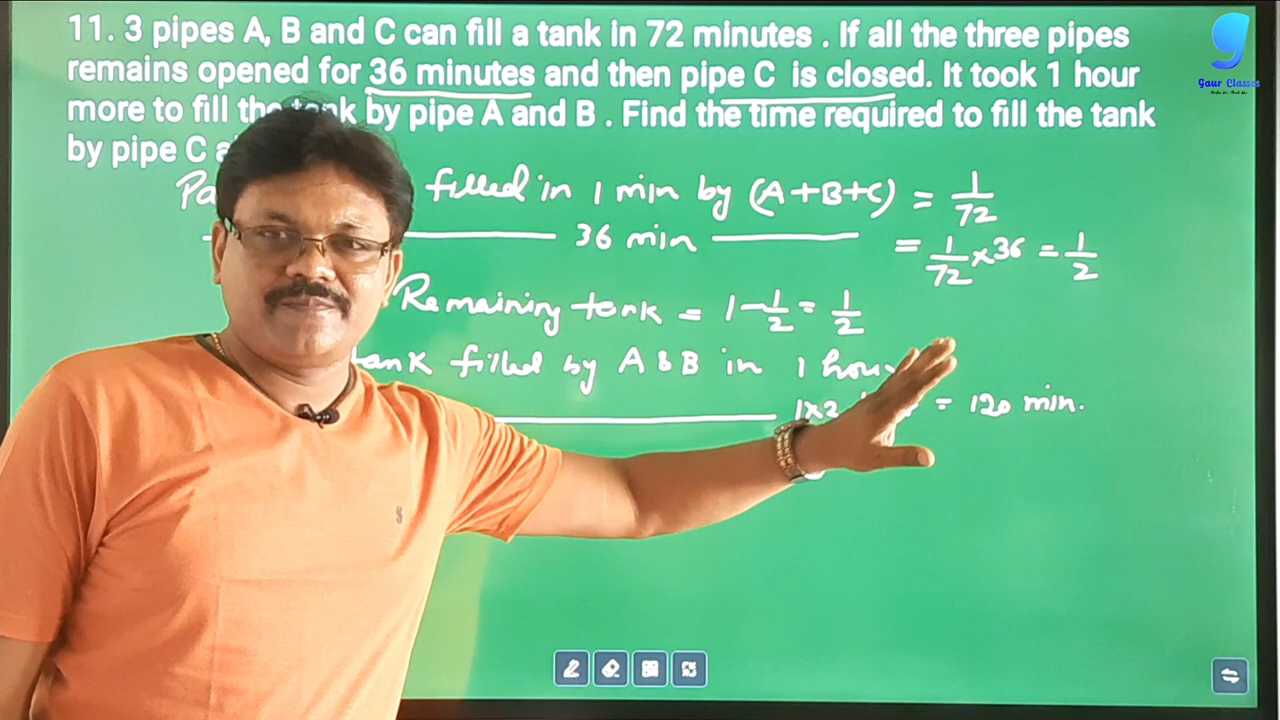 11. 3 pipes A, B and C can fill a tank in 72 minutes . If all the three pipes
remains opened for 36 minutes and then pipe C is closed. It took 1 hour
more to fill the tank by pipe A and B . Find the time required to fill the tank
by pipe C
filled in 1 min by (A+B+C) = 1/72
36 min = 1/72 x 36 = 1/2
Remaining tank = 1 - 1/2 = 1/2
tank filled by A & B in 1 hour
1x2 = 120 min.
g
Gaur Classes